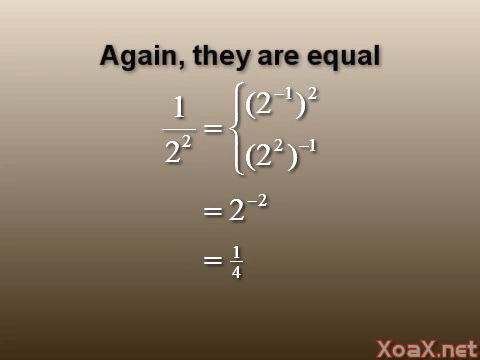 Again, they are equal
1/2² = { (2⁻¹)²
(2²)⁻¹
= 2⁻²
= 1/4
XoaX.net